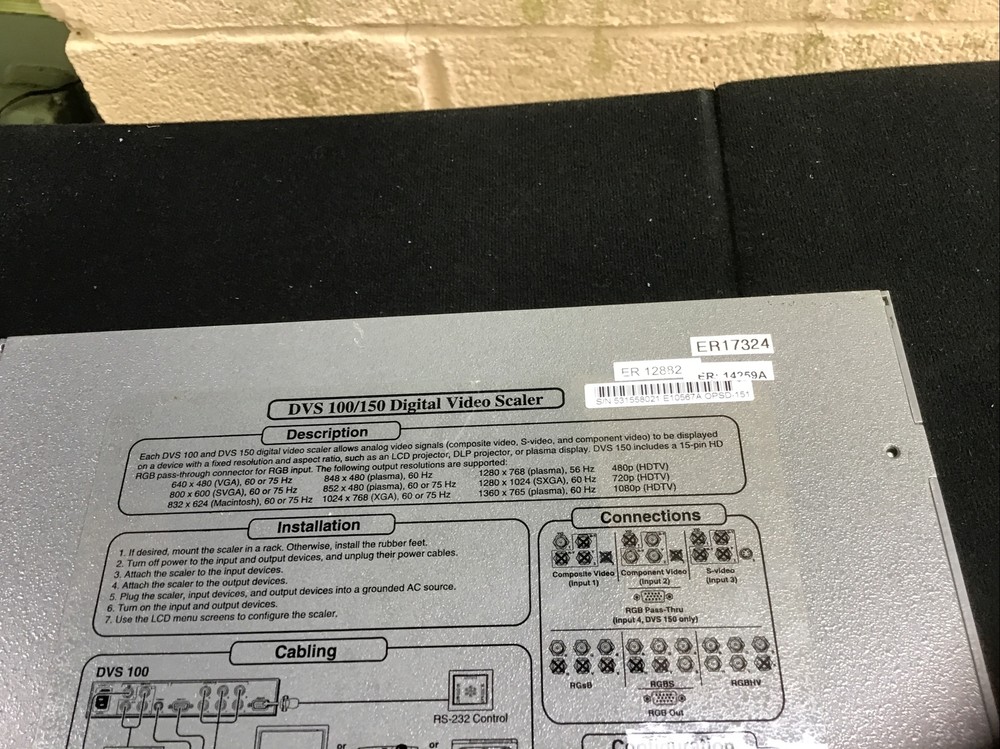 ER17324
ER 12882
ER: 14259A
S/N 531558021 E10567A OPSD-151
DVS 100/150 Digital Video Scaler
Description
Each DVS 100 and DVS 150 digital video scaler allows analog video signals (composite video, S-video, and component video) to be displayed
on a device with a fixed resolution and aspect ratio, such as an LCD projector, DLP projector, or plasma display. DVS 150 includes a 15-pin HD
RGB pass-through connector for RGB input. The following output resolutions are supported:
640 x 480 (VGA), 60 or 75 Hz 848 x 480 (plasma), 60 Hz 1280 x 768 (plasma), 56 Hz 480p (HDTV)
800 x 600 (SVGA), 60 or 75 Hz 852 x 480 (plasma), 60 or 75 Hz 1280 x 1024 (SXGA), 60 Hz 720p (HDTV)
832 x 624 (Macintosh), 60 or 75 Hz 1024 x 768 (XGA), 60 or 75 Hz 1360 x 765 (plasma), 60 Hz 1080p (HDTV)
Installation
1. If desired, mount the scaler in a rack. Otherwise, install the rubber feet.
2. Turn off power to the input and output devices, and unplug their power cables.
3. Attach the scaler to the input devices.
4. Attach the scaler to the output devices.
5. Plug the scaler, input devices, and output devices into a grounded AC source.
6. Turn on the input and output devices.
7. Use the LCD menu screens to configure the scaler.
Connections
Composite Video Component Video S-video
(Input 1) (Input 2) (Input 3)
RGB Pass-Thru
(Input 4, DVS 150 only)
RGsB RGBS RGBHV
RGB Out
Cabling
DVS 100
RS-232 Control
or or
Configuration